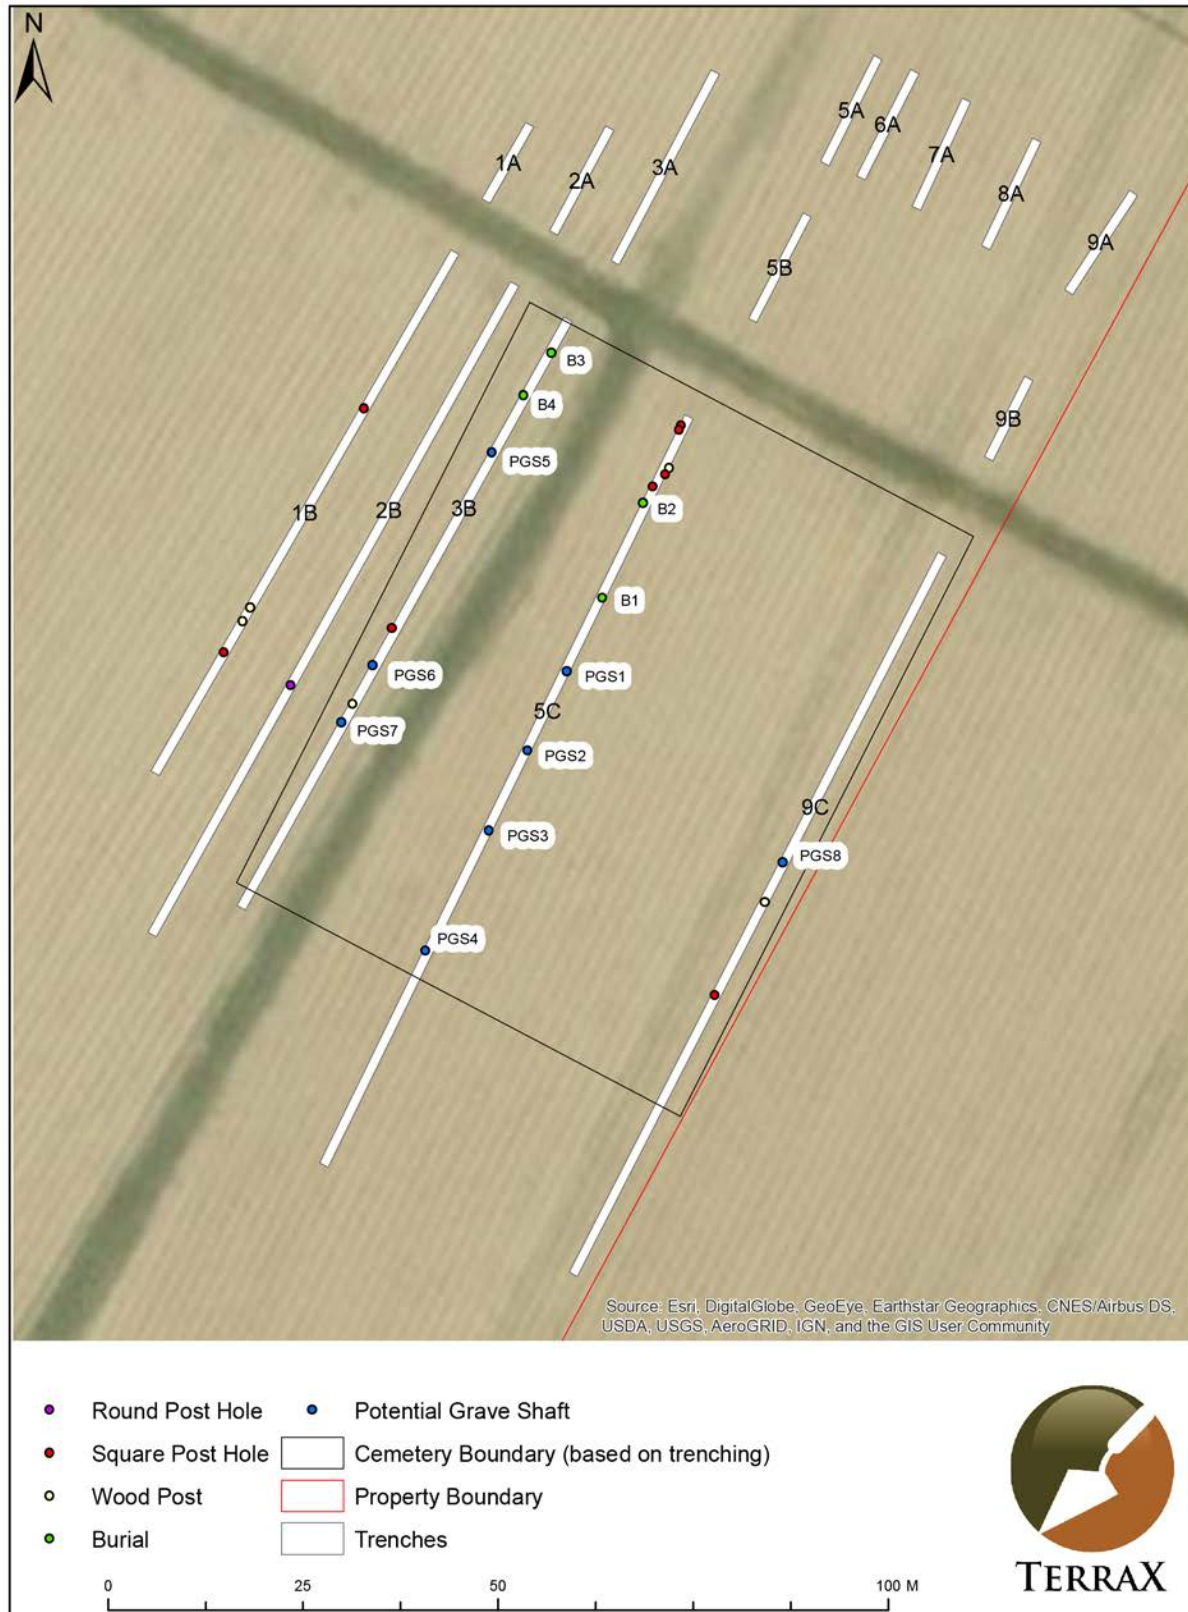 N
1A
2A
3A
5A
6A
7A
8A
9A
5B
9B
B3
B4
PGS5
1B
2B
3B
B2
B1
PGS6
PGS1
PGS7
5C
PGS2
PGS3
9C
PGS8
PGS4
Source: Esri, DigitalGlobe, GeoEye, Earthstar Geographics, CNES/Airbus DS,
USDA, USGS, AeroGRID, IGN, and the GIS User Community
Round Post Hole
Potential Grave Shaft
Square Post Hole
Cemetery Boundary (based on trenching)
Wood Post
Property Boundary
Burial
Trenches
0 25 50 100 M
TERRAX